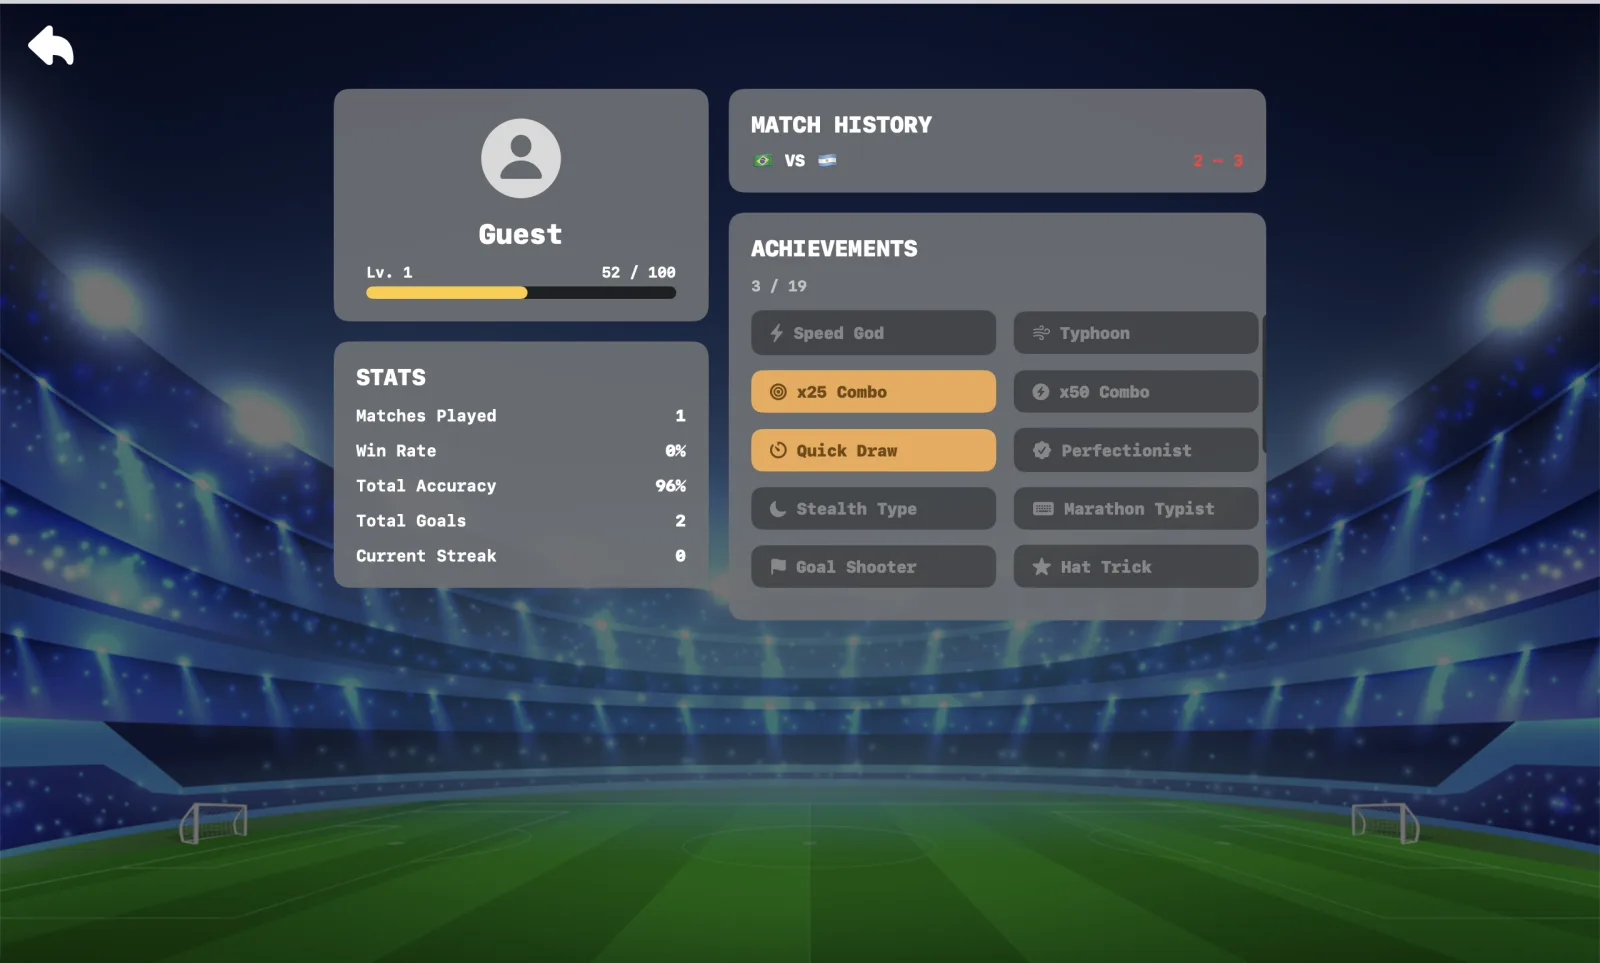 Guest
Lv. 1 52 / 100
STATS
Matches Played 1
Win Rate 0%
Total Accuracy 96%
Total Goals 2
Current Streak 0
MATCH HISTORY
VS 2 - 3
ACHIEVEMENTS
3 / 19
Speed God Typhoon
x25 Combo x50 Combo
Quick Draw Perfectionist
Stealth Type Marathon Typist
Goal Shooter Hat Trick